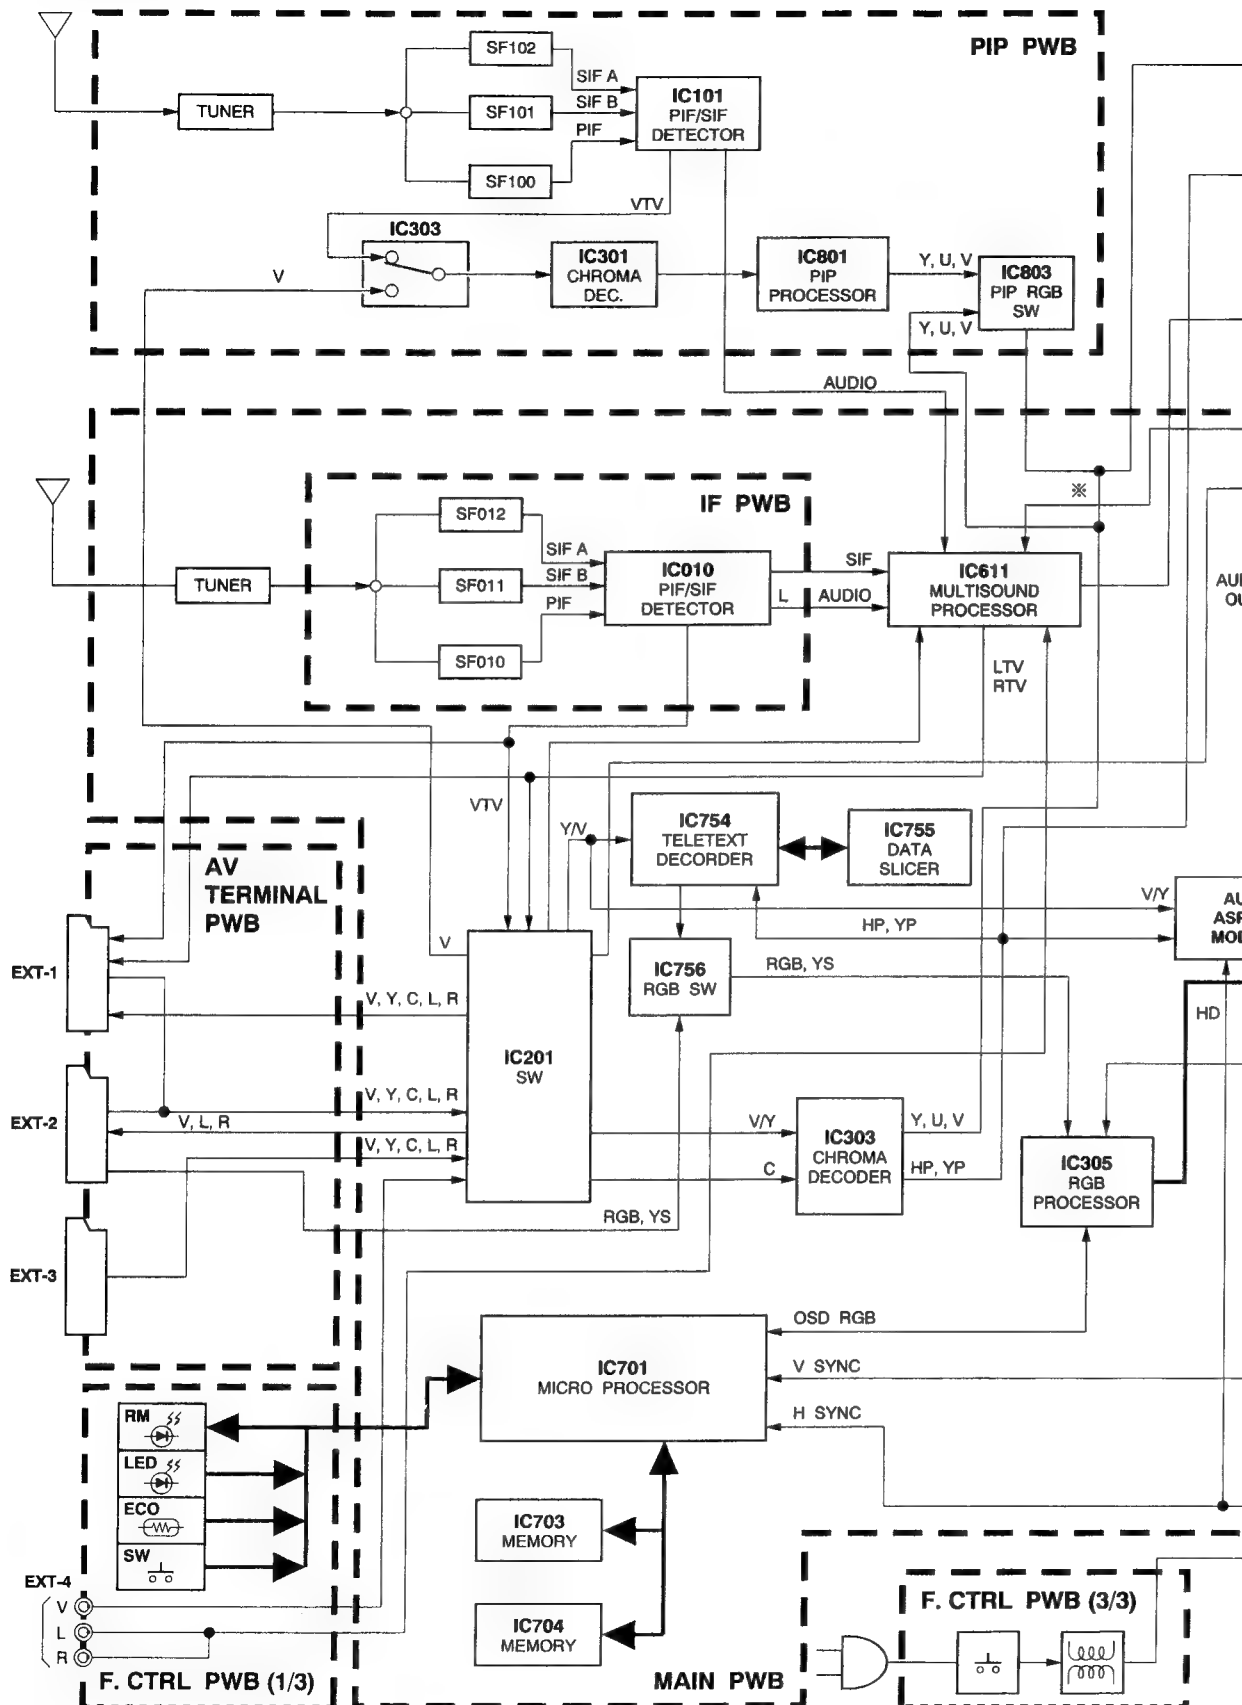 PIP PWB
SF102
SIF A
TUNER
SF101
SIF B
IC101
PIF/SIF
DETECTOR
PIF
SF100
VTV
IC303
V
IC301
CHROMA
DEC.
IC801
PIP
PROCESSOR
Y, U, V
IC803
PIP RGB
SW
Y, U, V
AUDIO
※
IF PWB
SF012
SIF A
TUNER
SF011
SIF B
PIF
IC010
PIF/SIF
DETECTOR
SIF
L AUDIO
IC611
MULTISOUND
PROCESSOR
SF010
LTV
RTV
VTV
Y/V
IC754
TELETEXT
DECORDER
IC755
DATA
SLICER
AV
TERMINAL
PWB
V/Y
HP, YP
V
EXT-1
IC756
RGB SW
RGB, YS
V, Y, C, L, R
HD
IC201
SW
V, Y, C, L, R
EXT-2
V, L, R
V, Y, C, L, R
V/Y
IC303
CHROMA
DECODER
Y, U, V
C
HP, YP
IC305
RGB
PROCESSOR
RGB, YS
EXT-3
OSD RGB
IC701
MICRO PROCESSOR
V SYNC
H SYNC
RM
LED
ECO
SW
IC703
MEMORY
EXT-4
V
L
R
IC704
MEMORY
F. CTRL PWB (1/3)
MAIN PWB
F. CTRL PWB (3/3)